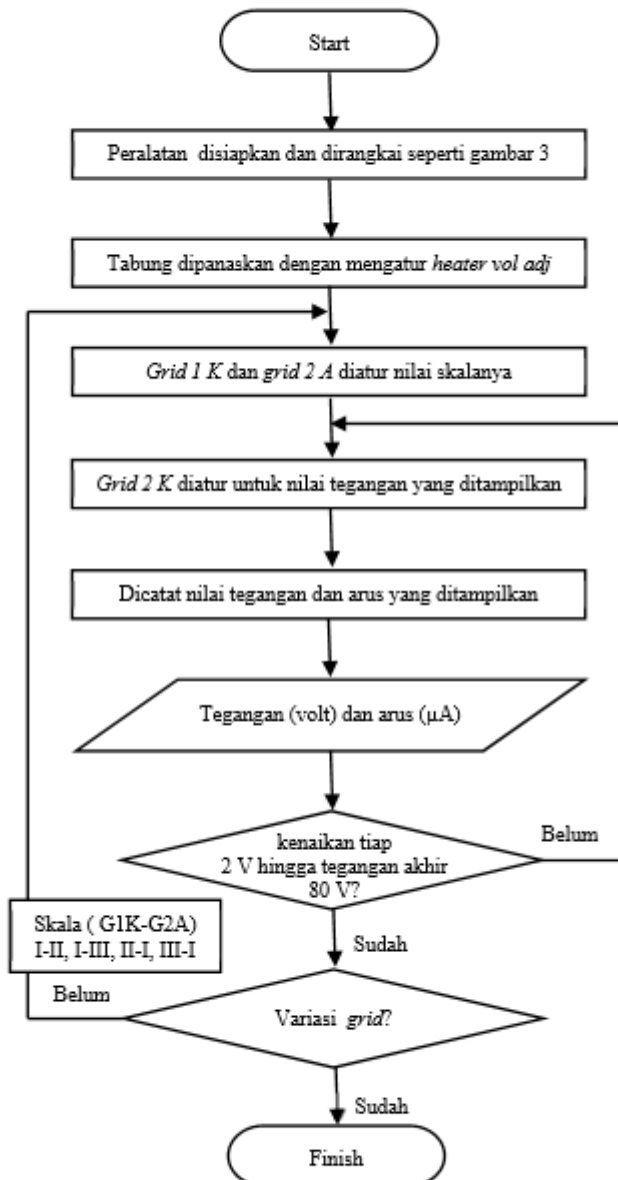 Start
Peralatan disiapkan dan dirangkai seperti gambar 3
Tabung dipanaskan dengan mengatur heater vol adj
Grid 1 K dan grid 2 A diatur nilai skalanya
Grid 2 K diatur untuk nilai tegangan yang ditampilkan
Dicatat nilai tegangan dan arus yang ditampilkan
Tegangan (volt) dan arus (µA)
kenaikan tiap
2 V hingga tegangan akhir
80 V?
Belum
Sudah
Skala ( G1K-G2A)
I-II, I-III, II-I, III-I
Belum
Variasi grid?
Sudah
Finish